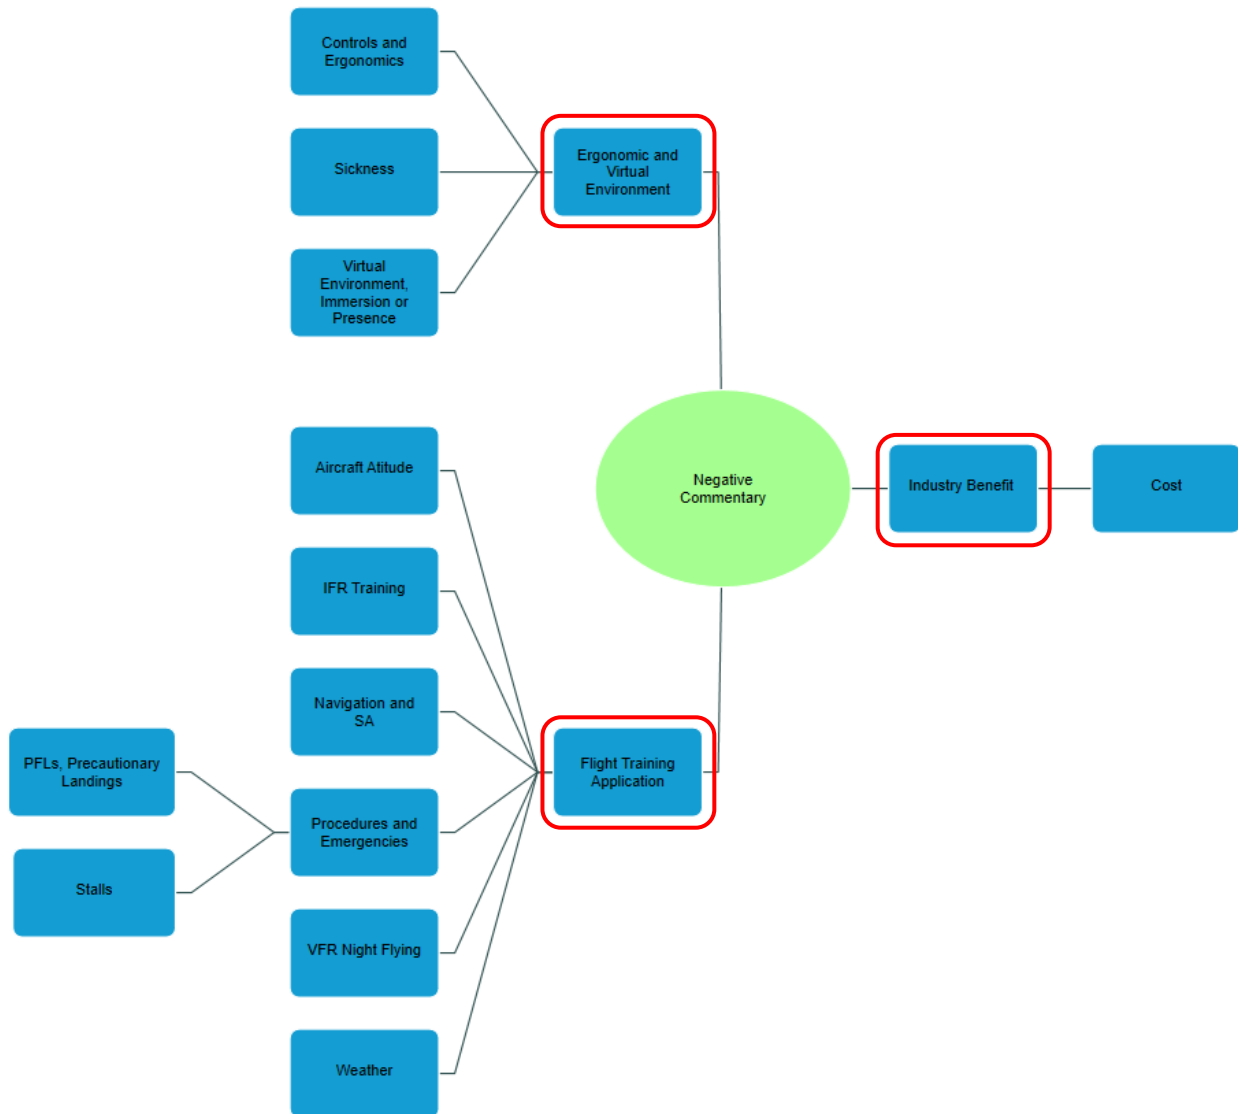 Controls and
Ergonomics
Sickness
Virtual
Environment,
Immersion or
Presence
Ergonomic and
Virtual
Environment
Negative
Commentary
Industry Benefit
Cost
Aircraft Atitude
IFR Training
Navigation and
SA
Procedures and
Emergencies
VFR Night Flying
Weather
Flight Training
Application
PFLs, Precautionary
Landings
Stalls